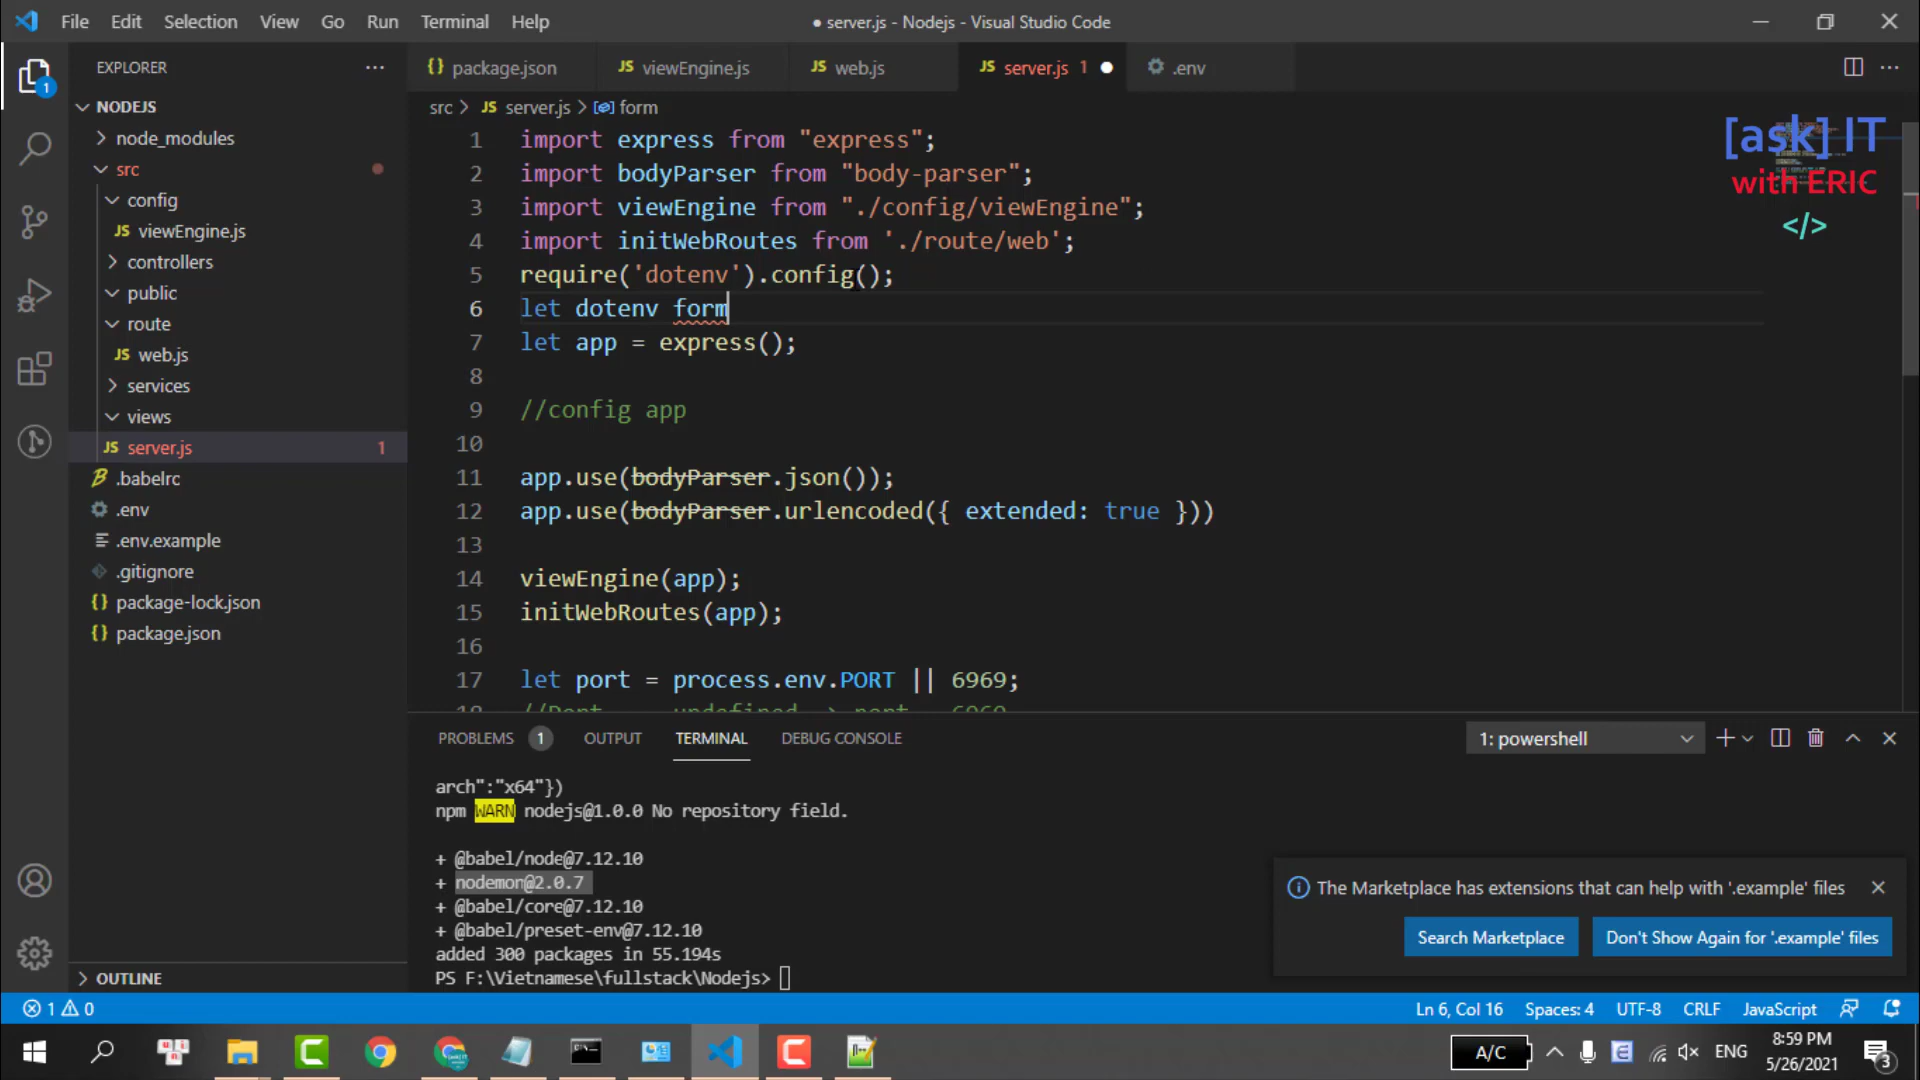 File Edit Selection View Go Run Terminal Help
● server.js - Nodejs - Visual Studio Code
EXPLORER
NODEJS
node_modules
src
config
JS viewEngine.js
controllers
public
route
JS web.js
services
views
JS server.js 1
.babelrc
.env
.env.example
.gitignore
{} package-lock.json
{} package.json
OUTLINE
{} package.json JS viewEngine.js JS web.js JS server.js 1 ● .env
src > JS server.js > form
[ask] IT
with ERIC
</>
1 import express from "express";
2 import bodyParser from "body-parser";
3 import viewEngine from "./config/viewEngine";
4 import initWebRoutes from './route/web';
5 require('dotenv').config();
6 let dotenv form
7 let app = express();
8
9 //config app
10
11 app.use(bodyParser.json());
12 app.use(bodyParser.urlencoded({ extended: true }))
13
14 viewEngine(app);
15 initWebRoutes(app);
16
17 let port = process.env.PORT || 6969;
PROBLEMS 1 OUTPUT TERMINAL DEBUG CONSOLE
1: powershell
arch":"x64"})
npm WARN nodejs@1.0.0 No repository field.
+ @babel/node@7.12.10
+ nodemon@2.0.7
+ @babel/core@7.12.10
+ @babel/preset-env@7.12.10
added 300 packages in 55.194s
PS F:\Vietnamese\fullstack\Nodejs>
The Marketplace has extensions that can help with '.example' files
Search Marketplace
Don't Show Again for '.example' files
1 0
Ln 6, Col 16 Spaces: 4 UTF-8 CRLF JavaScript
A/C
ENG
8:59 PM
5/26/2021
3